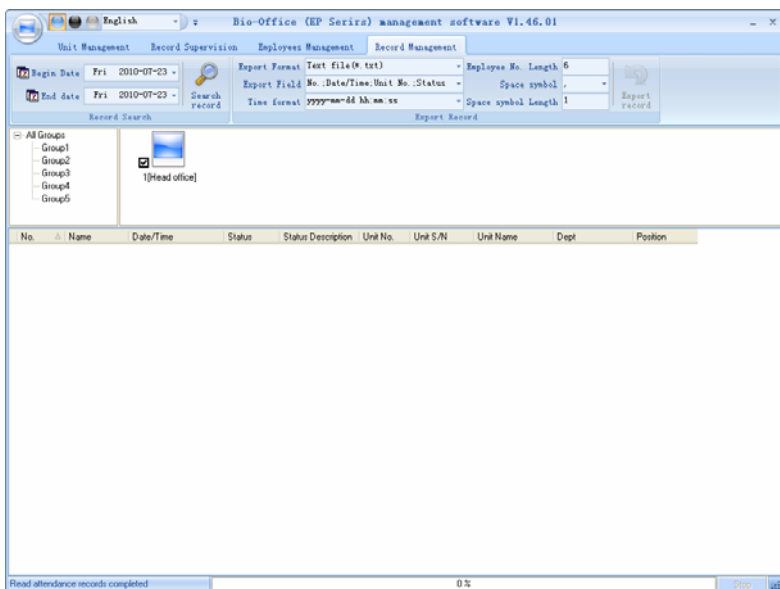 English
Bio-Office (EP Serirz) management software V1.46.01
Unit Management Record Supervision Employees Management Record Management
Begin Date Fri 2010-07-23
End date Fri 2010-07-23
Search record
Record Search
Export Format Text file(*.txt)
Export Field No.;Date/Time;Unit No.;Status
Time format yyyy-mm-dd hh:mm:ss
Employee No. Length 6
Space symbol ,
Space symbol Length 1
Export record
Export Record
All Groups
Group1
Group2
Group3
Group4
Group5
1[Head office]
No. Name Date/Time Status Status Description Unit No. Unit S/N Unit Name Dept Position
Read attendance records completed 0 % Stop